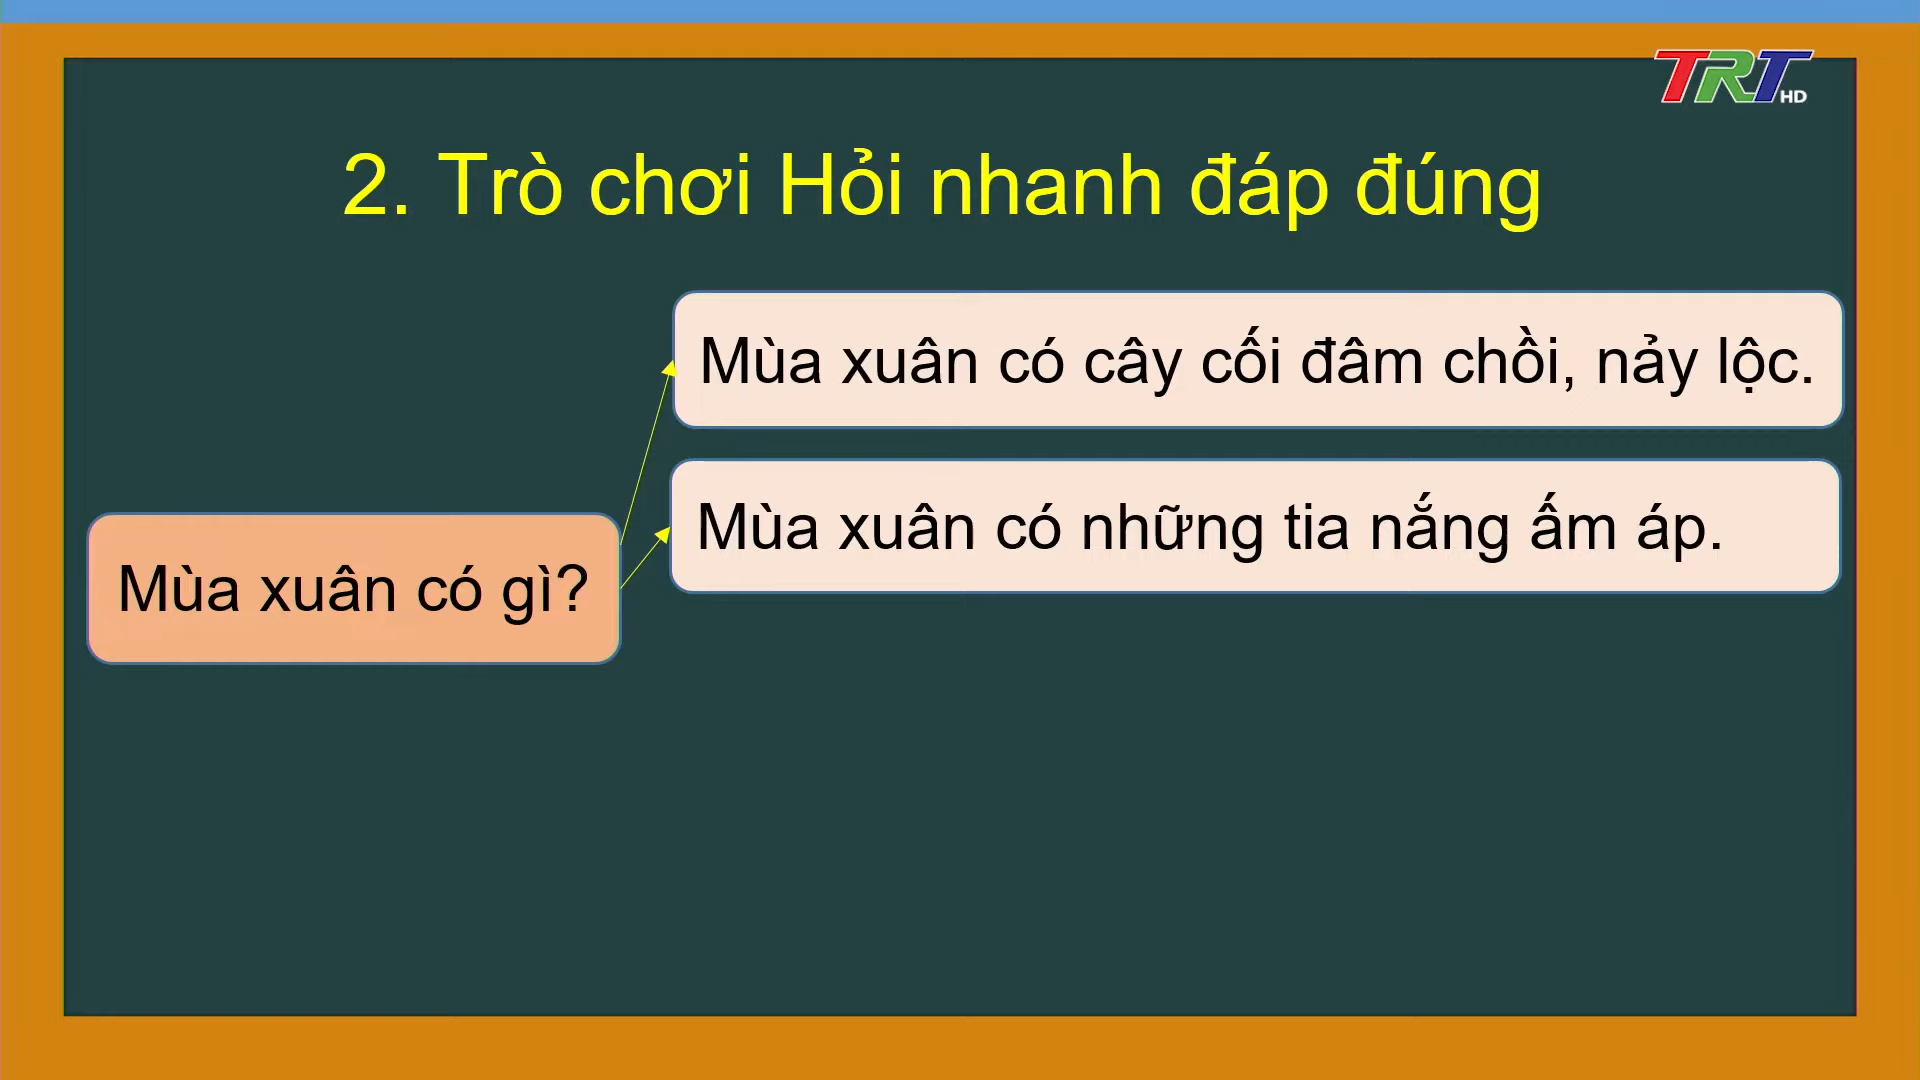 TRT HD
2. Trò chơi Hỏi nhanh đáp đúng
Mùa xuân có cây cối đâm chồi, nảy lộc.
Mùa xuân có những tia nắng ấm áp.
Mùa xuân có gì?